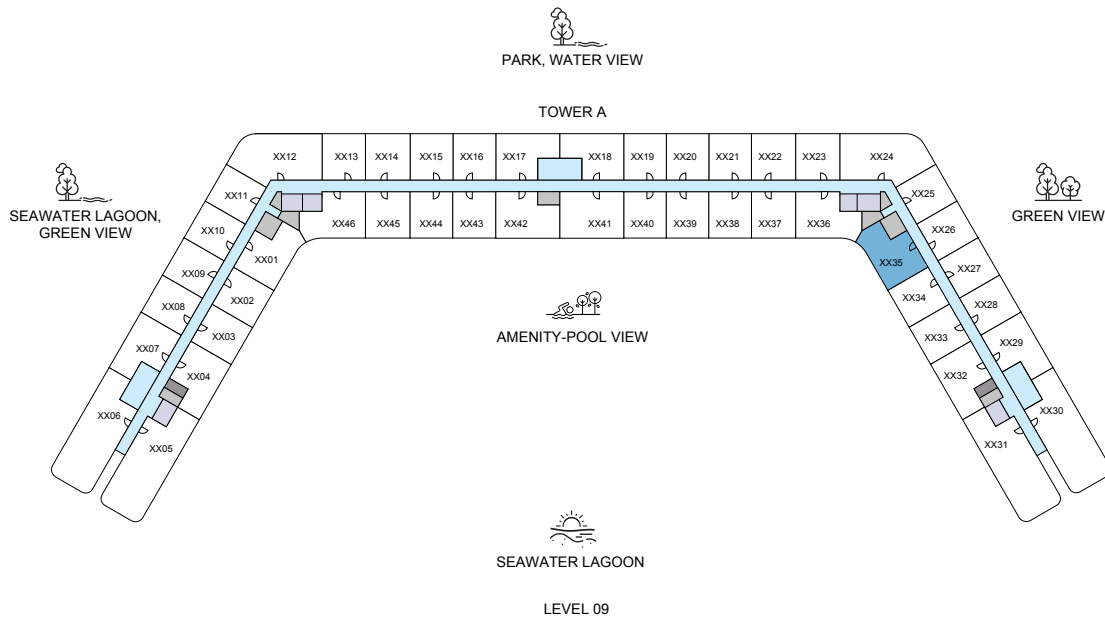 PARK, WATER VIEW
TOWER A
XX12
XX13
XX14
XX15
XX16
XX17
XX18
XX19
XX20
XX21
XX22
XX23
XX24
SEAWATER LAGOON,
GREEN VIEW
XX11
XX10
XX09
XX08
XX07
XX06
XX01
XX02
XX03
XX04
XX05
XX46
XX45
XX44
XX43
XX42
XX41
XX40
XX39
XX38
XX37
XX36
XX35
XX34
XX33
XX32
XX31
XX25
XX26
XX27
XX28
XX29
XX30
GREEN VIEW
AMENITY-POOL VIEW
SEAWATER LAGOON
LEVEL 09